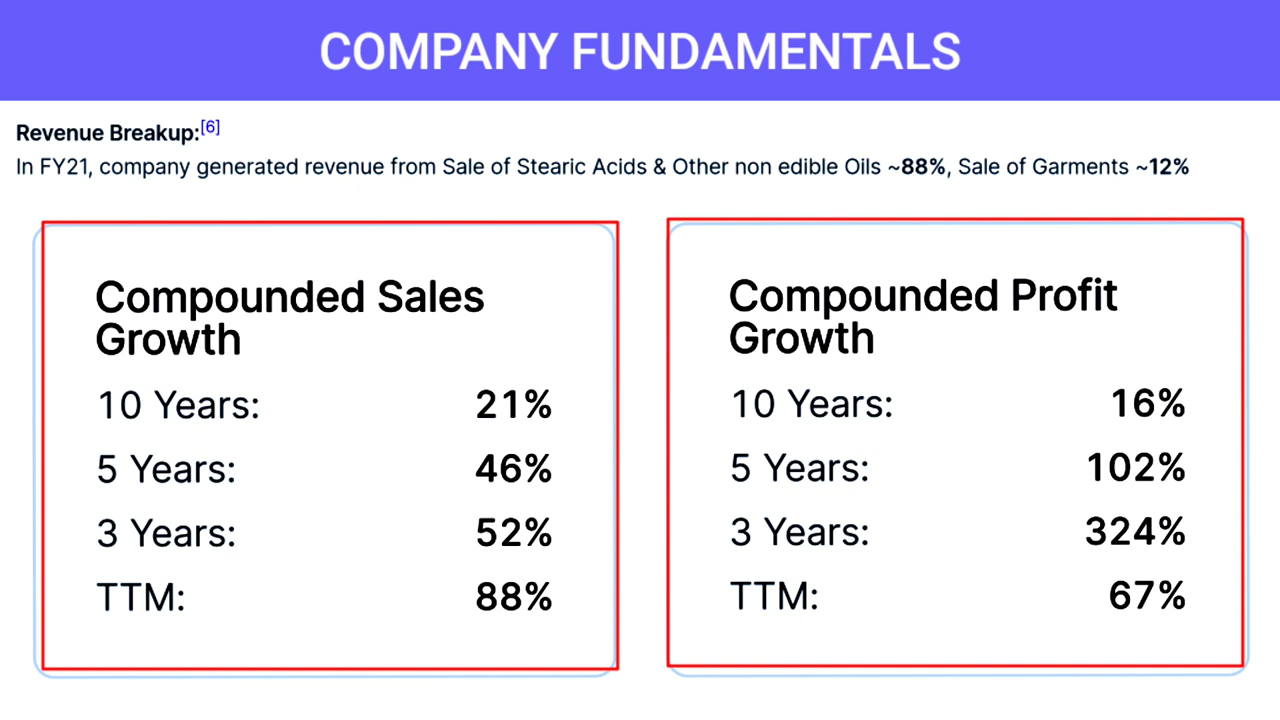 COMPANY FUNDAMENTALS
Revenue Breakup:[6]
In FY21, company generated revenue from Sale of Stearic Acids & Other non edible Oils ~88%, Sale of Garments ~12%
Compounded Sales
Growth
10 Years: 21%
5 Years: 46%
3 Years: 52%
TTM: 88%
Compounded Profit
Growth
10 Years: 16%
5 Years: 102%
3 Years: 324%
TTM: 67%